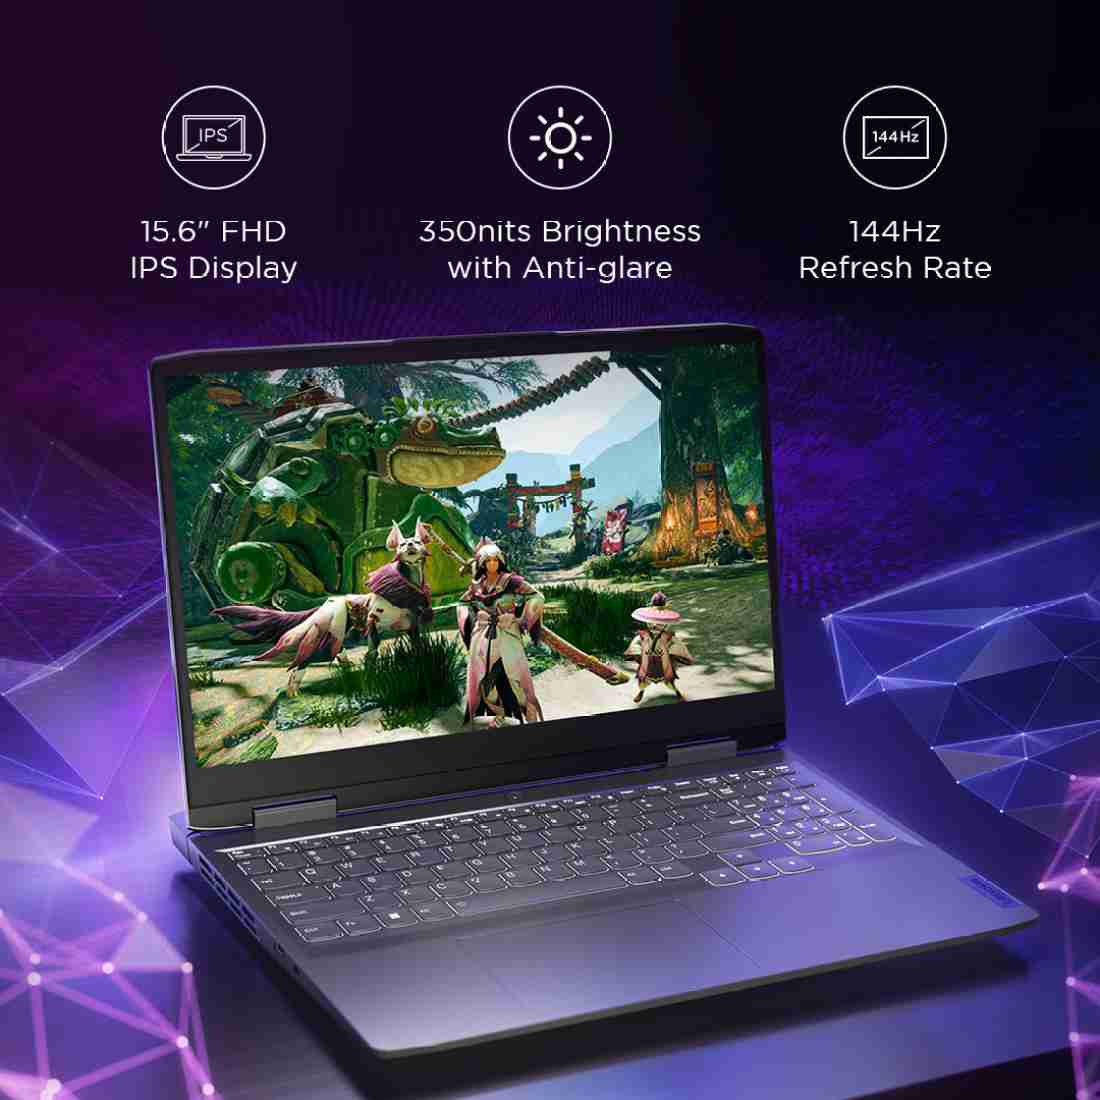 IPS
144Hz
15.6" FHD
IPS Display
350nits Brightness
with Anti-glare
144Hz
Refresh Rate